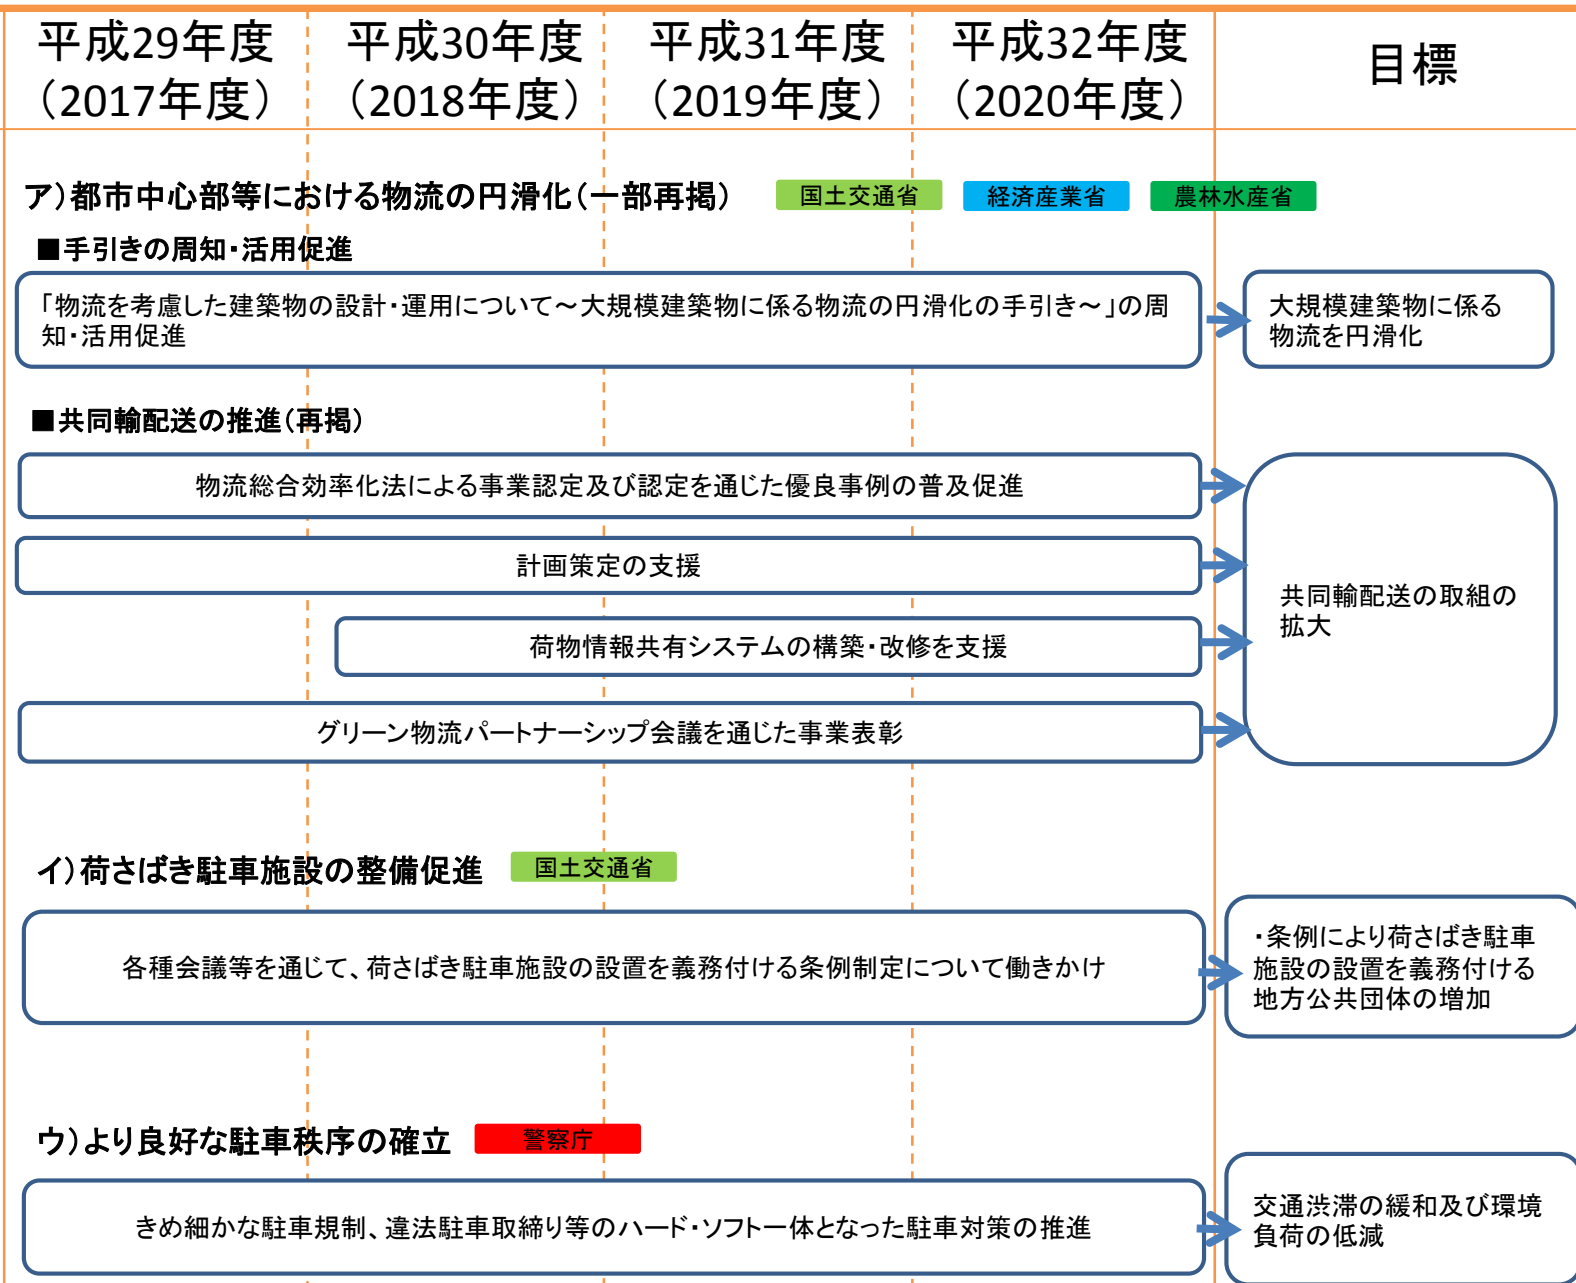 平成29年度
（2017年度）
平成30年度
（2018年度）
平成31年度
（2019年度）
平成32年度
（2020年度）
目標
ア）都市中心部等における物流の円滑化（一部再掲）
国土交通省
経済産業省
農林水産省
■手引きの周知・活用促進
「物流を考慮した建築物の設計・運用について～大規模建築物に係る物流の円滑化の手引き～」の周
知・活用促進
大規模建築物に係る
物流を円滑化
■共同輸配送の推進（再掲）
物流総合効率化法による事業認定及び認定を通じた優良事例の普及促進
計画策定の支援
荷物情報共有システムの構築・改修を支援
グリーン物流パートナーシップ会議を通じた事業表彰
共同輸配送の取組の
拡大
イ）荷さばき駐車施設の整備促進
国土交通省
各種会議等を通じて、荷さばき駐車施設の設置を義務付ける条例制定について働きかけ
・条例により荷さばき駐車
施設の設置を義務付ける
地方公共団体の増加
ウ）より良好な駐車秩序の確立
警察庁
きめ細かな駐車規制、違法駐車取締り等のハード・ソフト一体となった駐車対策の推進
交通渋滞の緩和及び環境
負荷の低減